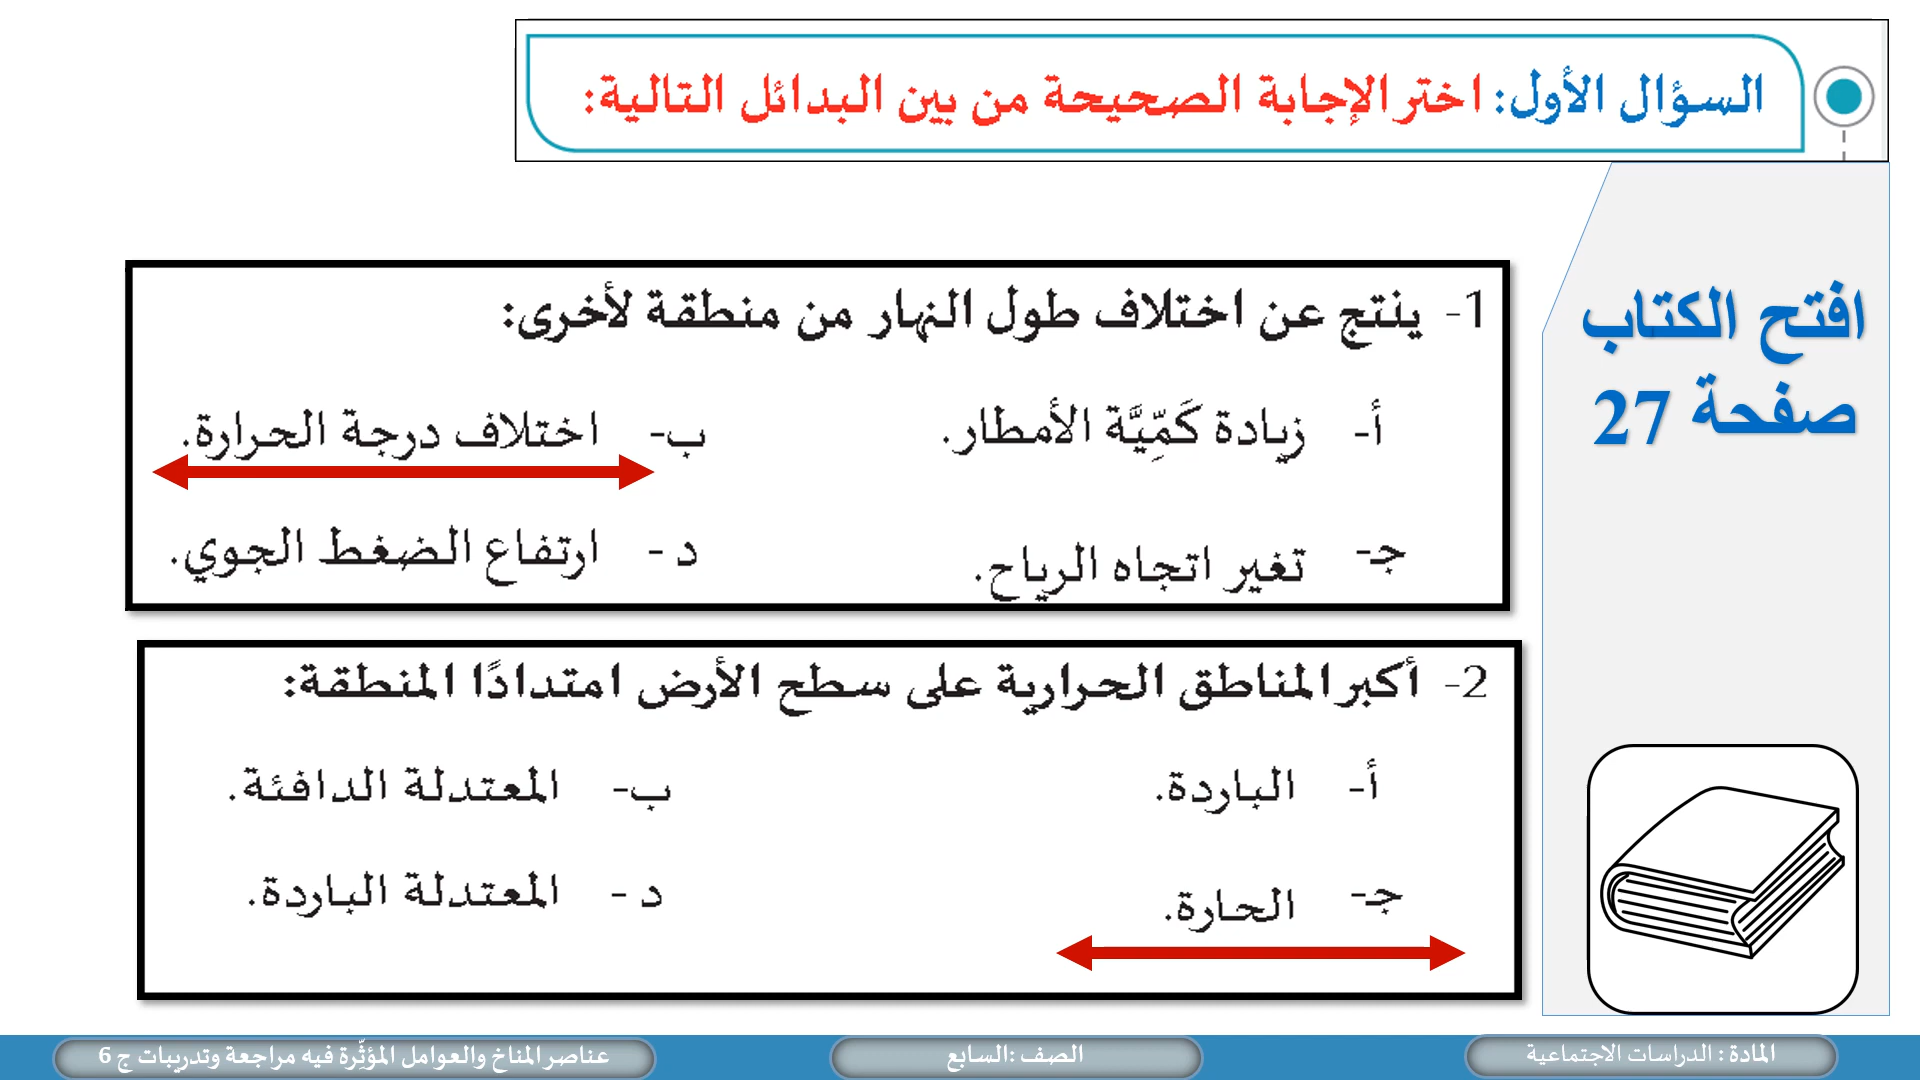 السؤال الأول: اختر الإجابة الصحيحة من بين البدائل التالية:
افتح الكتاب
صفحة 27
1- ينتج عن اختلاف طول النهار من منطقة لأخرى:
أ- زيادة كَمِّيَّة الأمطار. ب- اختلاف درجة الحرارة.
جـ- تغير اتجاه الرياح. د - ارتفاع الضغط الجوي.
2- أكبر المناطق الحرارية على سطح الأرض امتدادًا المنطقة:
أ- الباردة. ب- المعتدلة الدافئة.
جـ- الحارة. د - المعتدلة الباردة.
المادة : الدراسات الاجتماعية
الصف :السابع
عناصر المناخ والعوامل المؤثِّرة فيه مراجعة وتدريبات ج 6